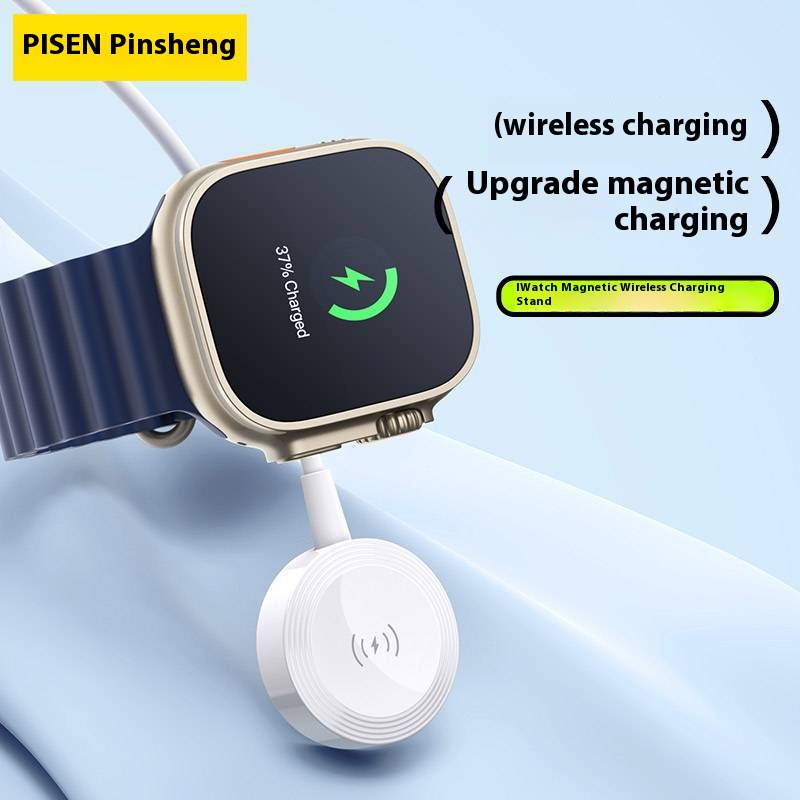 PISEN Pinsheng
(wireless charging )
( Upgrade magnetic
charging )
IWatch Magnetic Wireless Charging
Stand
37% Charged